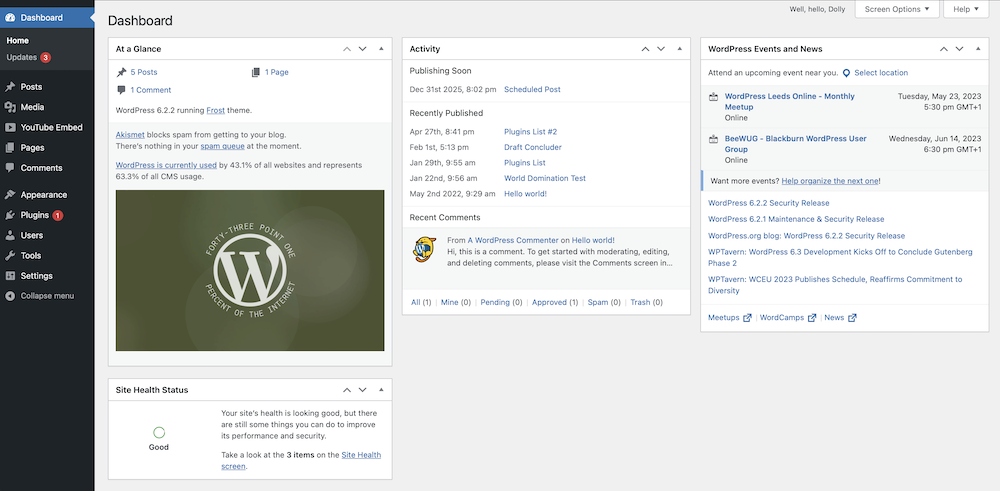 Dashboard
Home
Updates 3
Posts
Media
YouTube Embed
Pages
Comments
Appearance
Plugins 1
Users
Tools
Settings
Collapse menu
Well, hello, Dolly
Screen Options
Help
Dashboard
At a Glance
5 Posts
1 Page
1 Comment
WordPress 6.2.2 running Frost theme.
Akismet blocks spam from getting to your blog.
There's nothing in your spam queue at the moment.
WordPress is currently used by 43.1% of all websites and represents
63.3% of all CMS usage.
FORTY-THREE POINT ONE
PERCENT OF THE INTERNET
Site Health Status
Good
Your site's health is looking good, but there
are still some things you can do to improve
its performance and security.
Take a look at the 3 items on the Site Health
screen.
Activity
Publishing Soon
Dec 31st 2025, 8:02 pm Scheduled Post
Recently Published
Apr 27th, 8:41 pm Plugins List #2
Feb 1st, 5:13 pm Draft Concluder
Jan 29th, 9:55 am Plugins List
Jan 22nd, 9:56 am World Domination Test
May 2nd 2022, 9:29 am Hello world!
Recent Comments
From A WordPress Commenter on Hello world!
Hi, this is a comment. To get started with moderating, editing,
and deleting comments, please visit the Comments screen in...
All (1) | Mine (0) | Pending (0) | Approved (1) | Spam (0) | Trash (0)
WordPress Events and News
Attend an upcoming event near you. Select location
WordPress Leeds Online - Monthly
Meetup
Online
Tuesday, May 23, 2023
5:30 pm GMT+1
BeeWUG - Blackburn WordPress User
Group
Online
Wednesday, Jun 14, 2023
6:30 pm GMT+1
Want more events? Help organize the next one!
WordPress 6.2.2 Security Release
WordPress 6.2.1 Maintenance & Security Release
WordPress.org blog: WordPress 6.2.2 Security Release
WPTavern: WordPress 6.3 Development Kicks Off to Conclude Gutenberg
Phase 2
WPTavern: WCEU 2023 Publishes Schedule, Reaffirms Commitment to
Diversity
Meetups | WordCamps | News